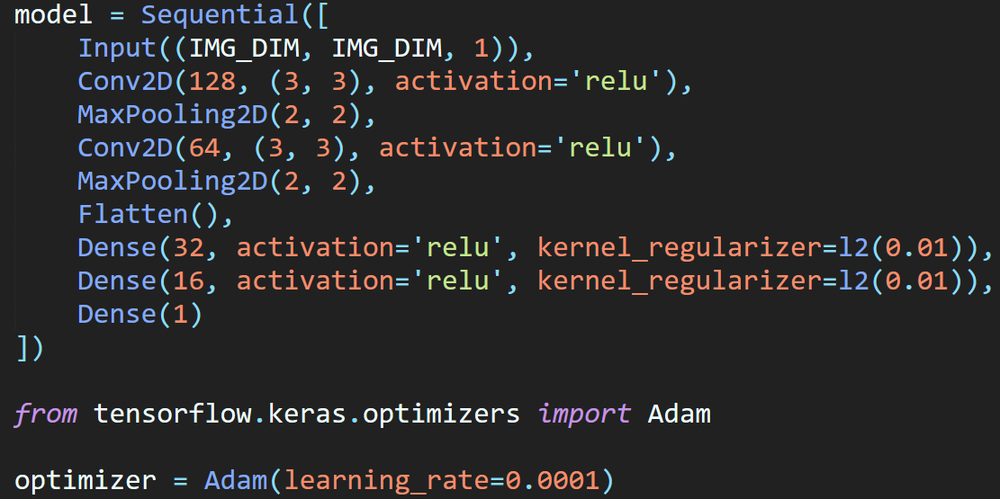 model = Sequential([
    Input((IMG_DIM, IMG_DIM, 1)),
    Conv2D(128, (3, 3), activation='relu'),
    MaxPooling2D(2, 2),
    Conv2D(64, (3, 3), activation='relu'),
    MaxPooling2D(2, 2),
    Flatten(),
    Dense(32, activation='relu', kernel_regularizer=l2(0.01)),
    Dense(16, activation='relu', kernel_regularizer=l2(0.01)),
    Dense(1)
])
from tensorflow.keras.optimizers import Adam
optimizer = Adam(learning_rate=0.0001)